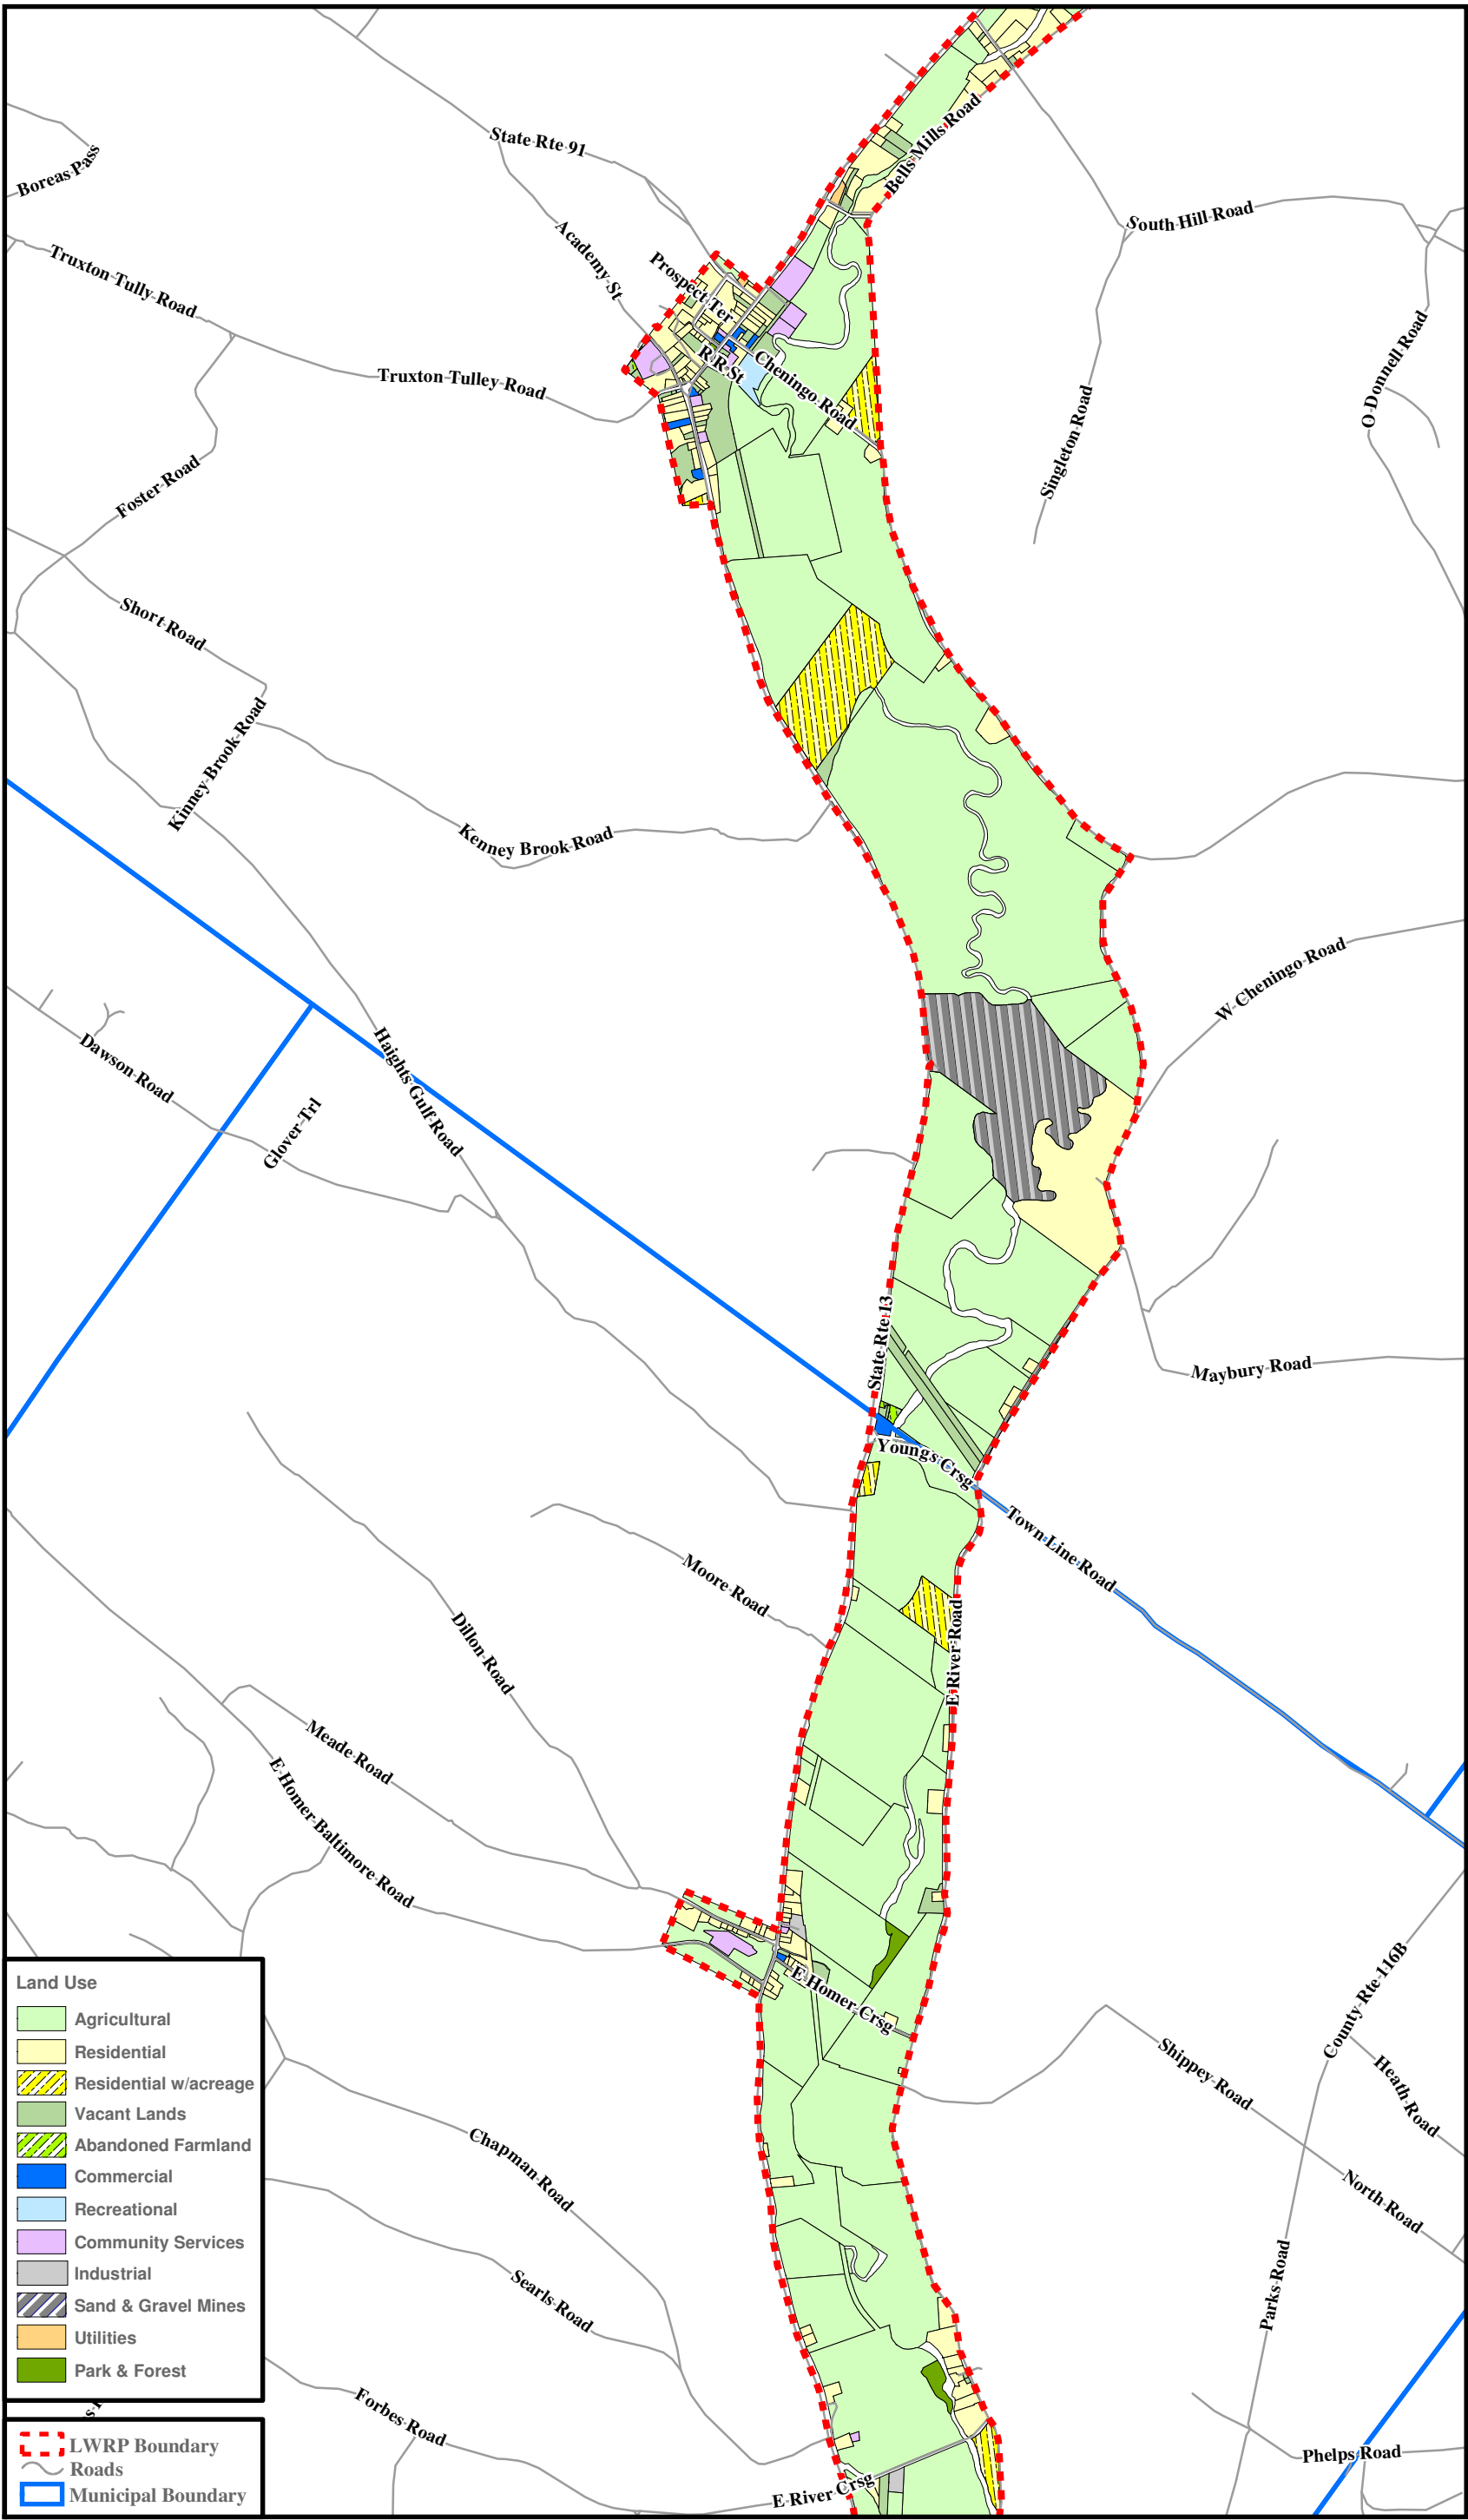 State Rte 91
Boreas Pass
Bells Mills Road
South Hill Road
Academy St
Prospect Ter
Truxton Tully Road
O Donnell Road
R R St
Cheningo Road
Truxton Tulley Road
Singleton Road
Foster Road
Short Road
Kinney Brook Road
Kenney Brook Road
W Cheningo Road
Dawson Road
Haights Gulf Road
Glover Trl
State Rte 13
Maybury Road
Youngs Crsg
Town Line Road
Moore Road
Dillon Road
E River Road
Meade Road
E Homer Baltimore Road
E Homer Crsg
County Rte 116B
Shippey Road
Heath Road
Chapman Road
North Road
Searls Road
Parks Road
Forbes Road
Phelps Road
E River Crsg
Land Use
Agricultural
Residential
Residential w/acreage
Vacant Lands
Abandoned Farmland
Commercial
Recreational
Community Services
Industrial
Sand & Gravel Mines
Utilities
Park & Forest
LWRP Boundary
Roads
Municipal Boundary